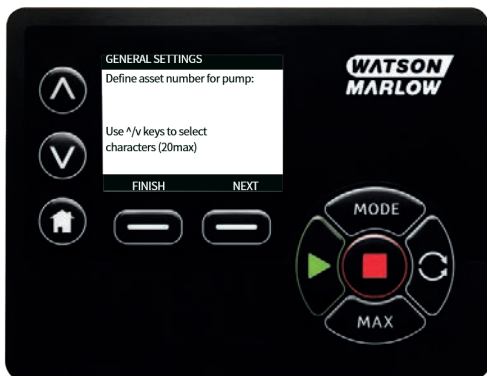 GENERAL SETTINGS
Define asset number for pump:
Use ^/v keys to select
characters (20max)
FINISH NEXT
WATSON
MARLOW
MODE
MAX